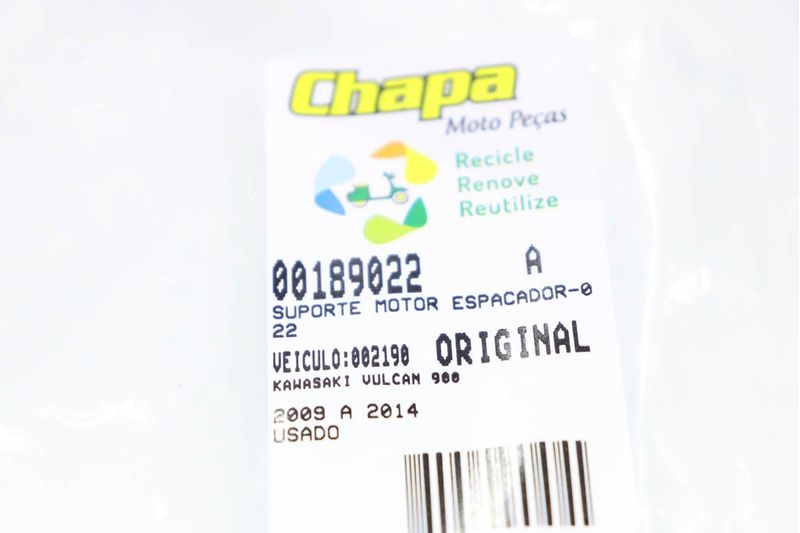 Chapa
Moto Peças
Recicle
Renove
Reutilize
00189022 A
SUPORTE MOTOR ESPACADOR-0
22
VEICULO:002190 ORIGINAL
KAWASAKI VULCAN 900
2009 A 2014
USADO